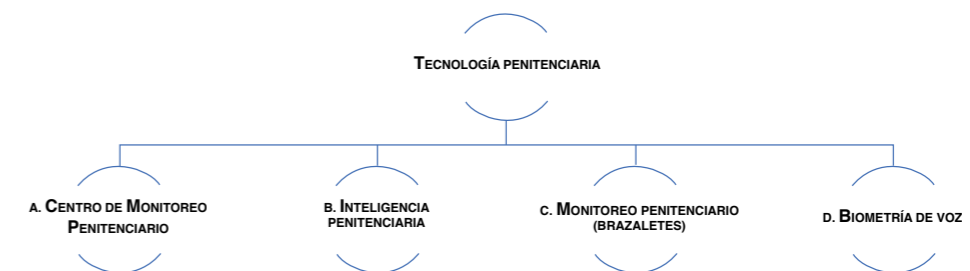 TECNOLOGÍA PENITENCIARIA
A. CENTRO DE MONITOREO
PENITENCIARIO
B. INTELIGENCIA
PENITENCIARIA
C. MONITOREO PENITENCIARIO
(BRAZALETES)
D. BIOMETRÍA DE VOZ